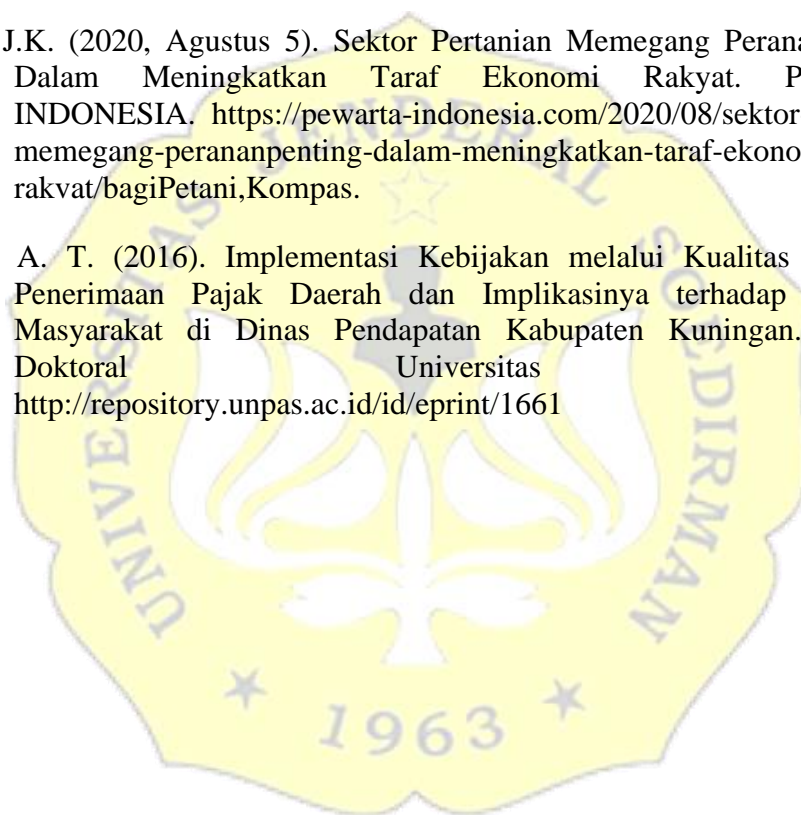 J.K. (2020, Agustus 5). Sektor Pertanian Memegang Perana
Dalam Meningkatkan Taraf Ekonomi Rakyat. P
INDONESIA. https://pewarta-indonesia.com/2020/08/sektor
memegang-perananpenting-dalam-meningkatkan-taraf-ekono
rakvat/bagiPetani,Kompas.
A. T. (2016). Implementasi Kebijakan melalui Kualitas
Penerimaan Pajak Daerah dan Implikasinya terhadap
Masyarakat di Dinas Pendapatan Kabupaten Kuningan.
Doktoral Universitas
http://repository.unpas.ac.id/id/eprint/1661
UNIVERSITAS JENDERAL SOEDIRMAN
1963